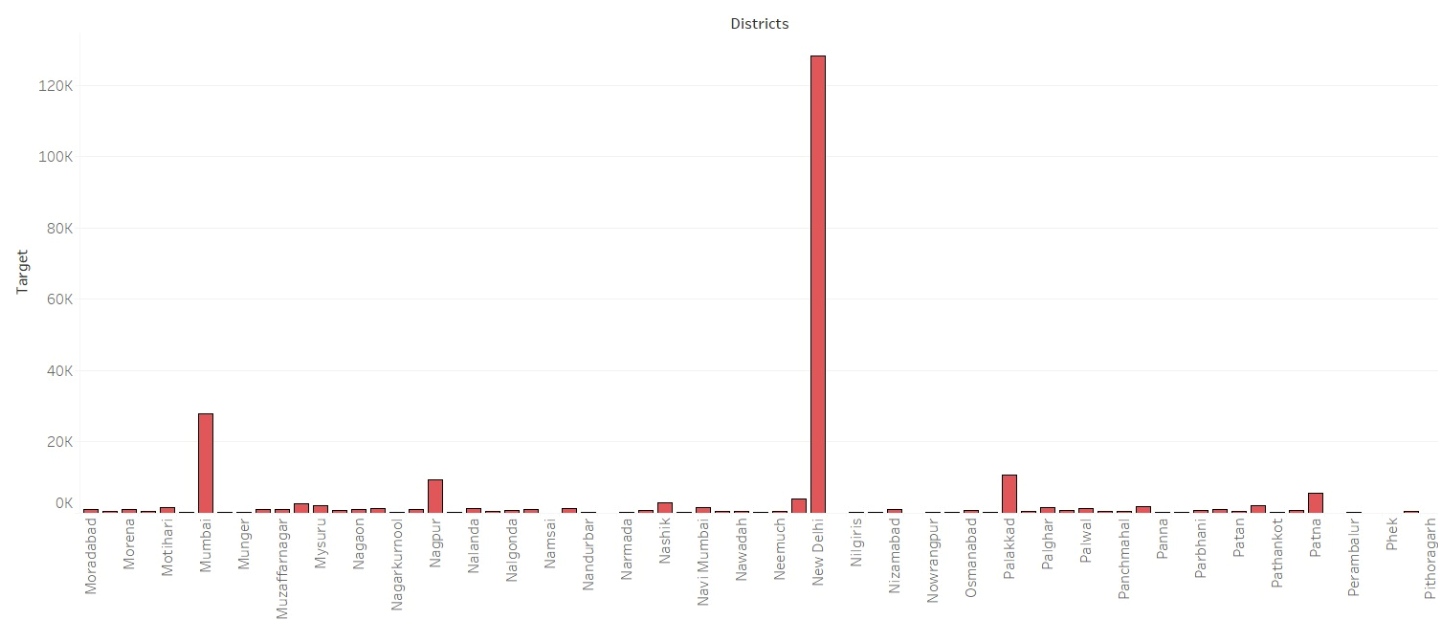 Districts
120K
100K
80K
60K
40K
20K
0K
Target
Moradabad
Morena
Motihari
Mumbai
Munger
Muzaffarnagar
Mysuru
Nagaon
Nagarkurnool
Nagpur
Nalanda
Nalgonda
Namsai
Nandurbar
Narmada
Nashik
Navi Mumbai
Nawadah
Neemuch
New Delhi
Nilgiris
Nizamabad
Nowrangpur
Osmanabad
Palakkad
Palghar
Palwal
Panchmahal
Panna
Parbhani
Patan
Pathankot
Patna
Perambalur
Phek
Pithoragarh